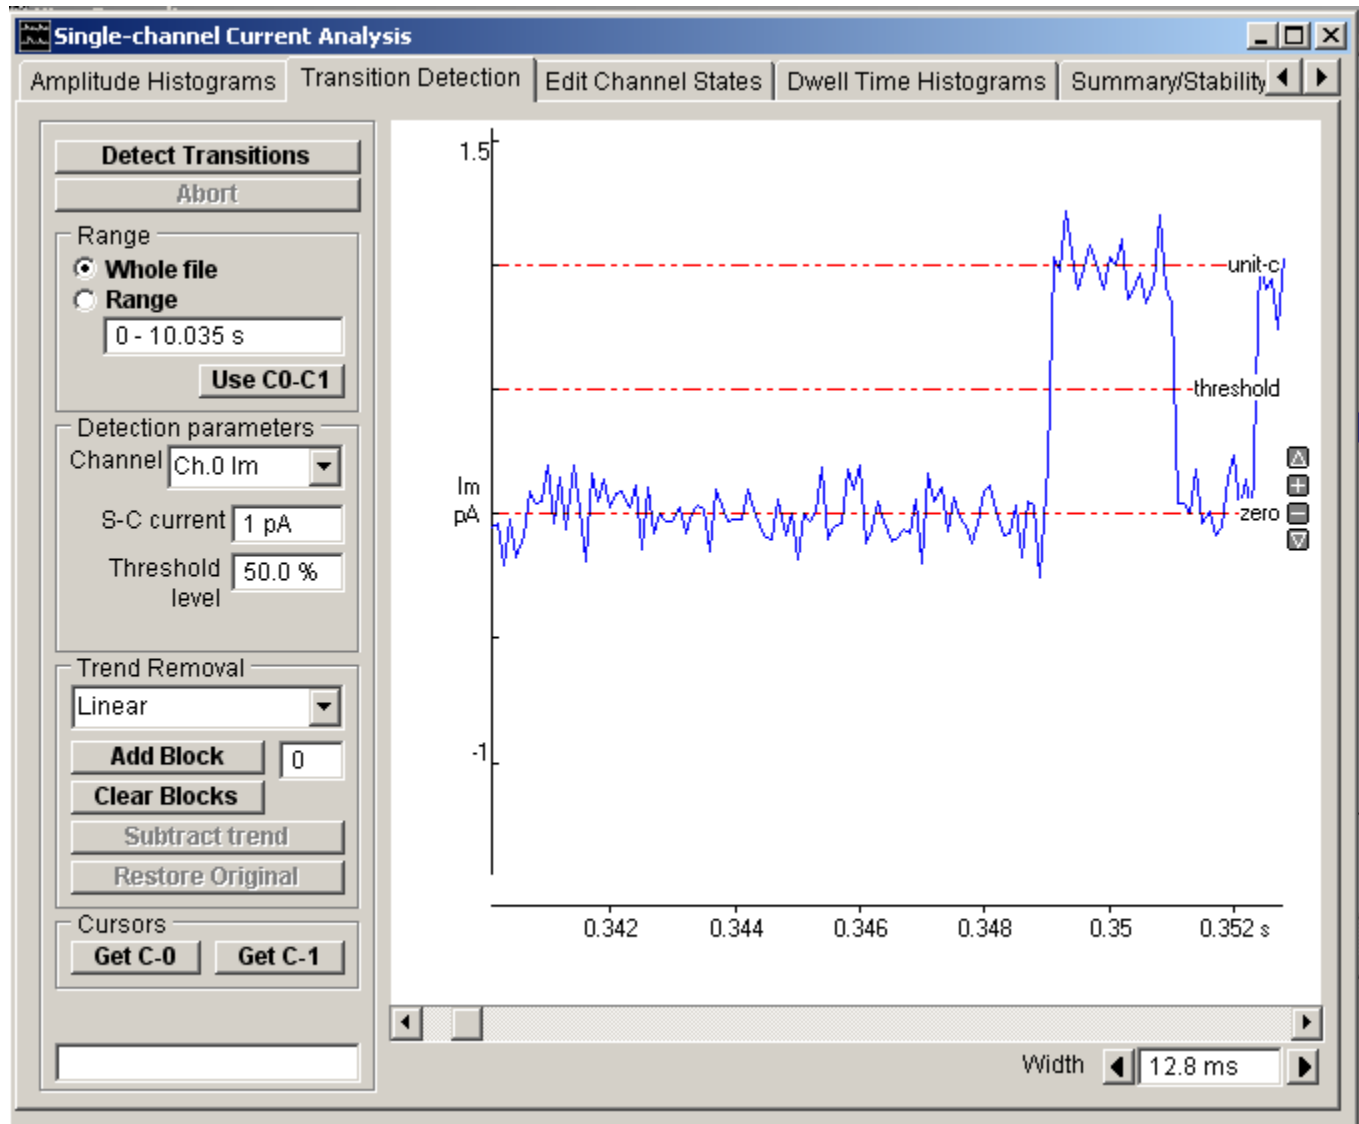 Single-channel Current Analysis
Amplitude Histograms Transition Detection Edit Channel States Dwell Time Histograms Summary/Stability
Detect Transitions
Abort
Range
Whole file
Range
0 - 10.035 s
Use C0-C1
Detection parameters
Channel Ch.0 Im
S-C current 1 pA
Threshold level 50.0 %
Trend Removal
Linear
Add Block 0
Clear Blocks
Subtract trend
Restore Original
Cursors
Get C-0 Get C-1
1.5
unit-c
threshold
Im
pA
zero
-1
0.342 0.344 0.346 0.348 0.35 0.352 s
Width 12.8 ms